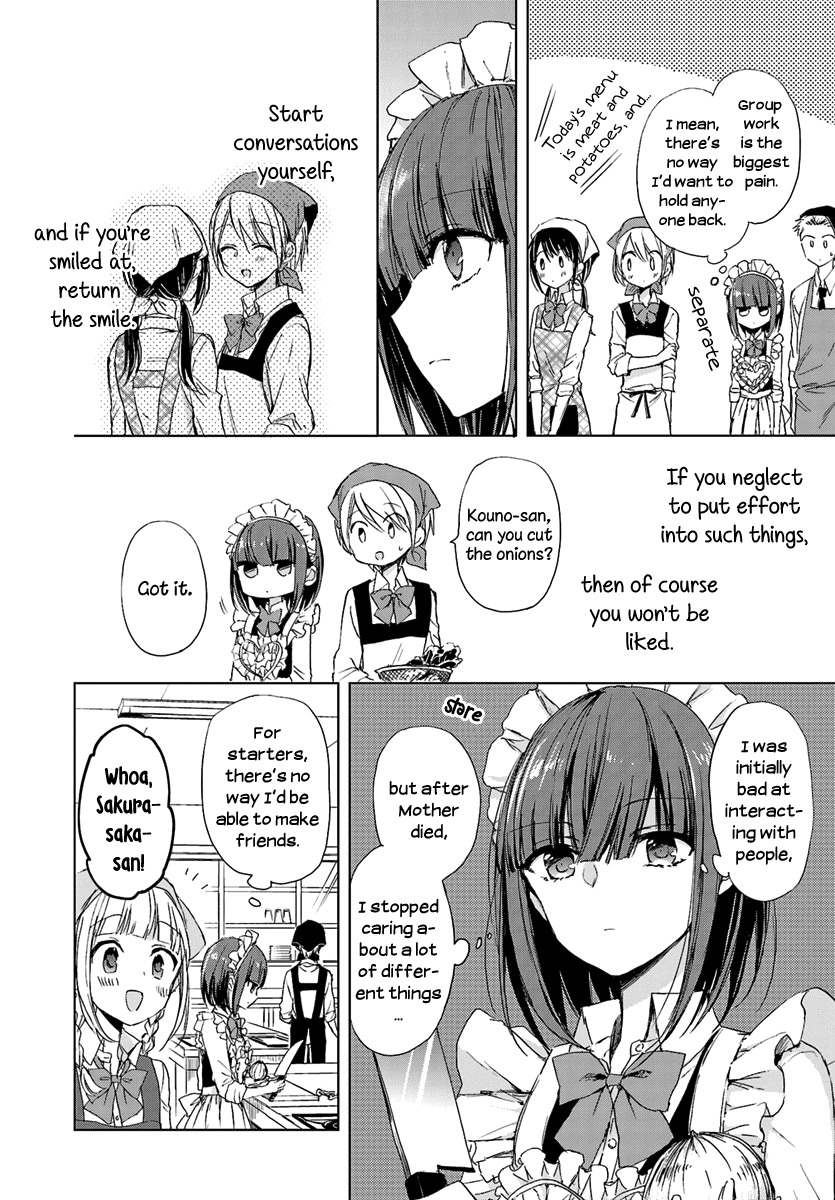 Group
work
is the
biggest
pain.
I mean,
there's
no way
I'd want to
hold any-
one back.
Today's menu
is meat and
potatoes, and...
separate
Start
conversations
yourself,
and if you're
smiled at,
return
the smile.
If you neglect
to put effort
into such things,
then of course
you won't be
liked.
Kouno-san,
can you cut
the onions?
Got it.
I was
initially
bad at
interact-
ing with
people,
stare
but after
Mother
died,
I stopped
caring a-
bout a lot
of differ-
ent things
...
For
starters,
there's no
way I'd be
able to make
friends.
Whoa,
Sakura-
saka-
san!